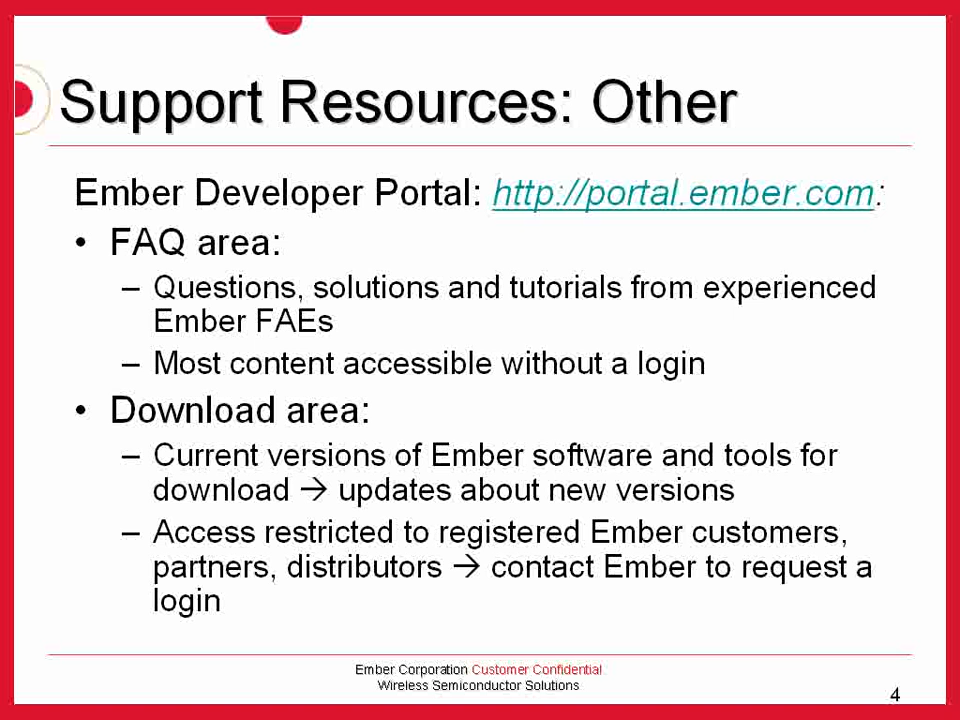 Support Resources: Other
Ember Developer Portal: http://portal.ember.com:
• FAQ area:
– Questions, solutions and tutorials from experienced
Ember FAEs
– Most content accessible without a login
• Download area:
– Current versions of Ember software and tools for
download → updates about new versions
– Access restricted to registered Ember customers,
partners, distributors → contact Ember to request a
login
Ember Corporation Customer Confidential
Wireless Semiconductor Solutions
4